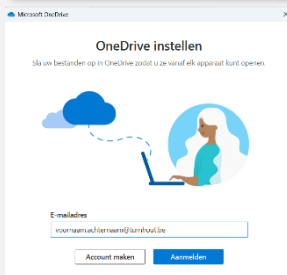 Microsoft OneDrive
OneDrive instellen
Sla uw bestanden op in OneDrive zodat u ze vanaf elk apparaat kunt openen.
E-mailadres
voornaam.achternaam@turnhout.be
Account maken
Aanmelden